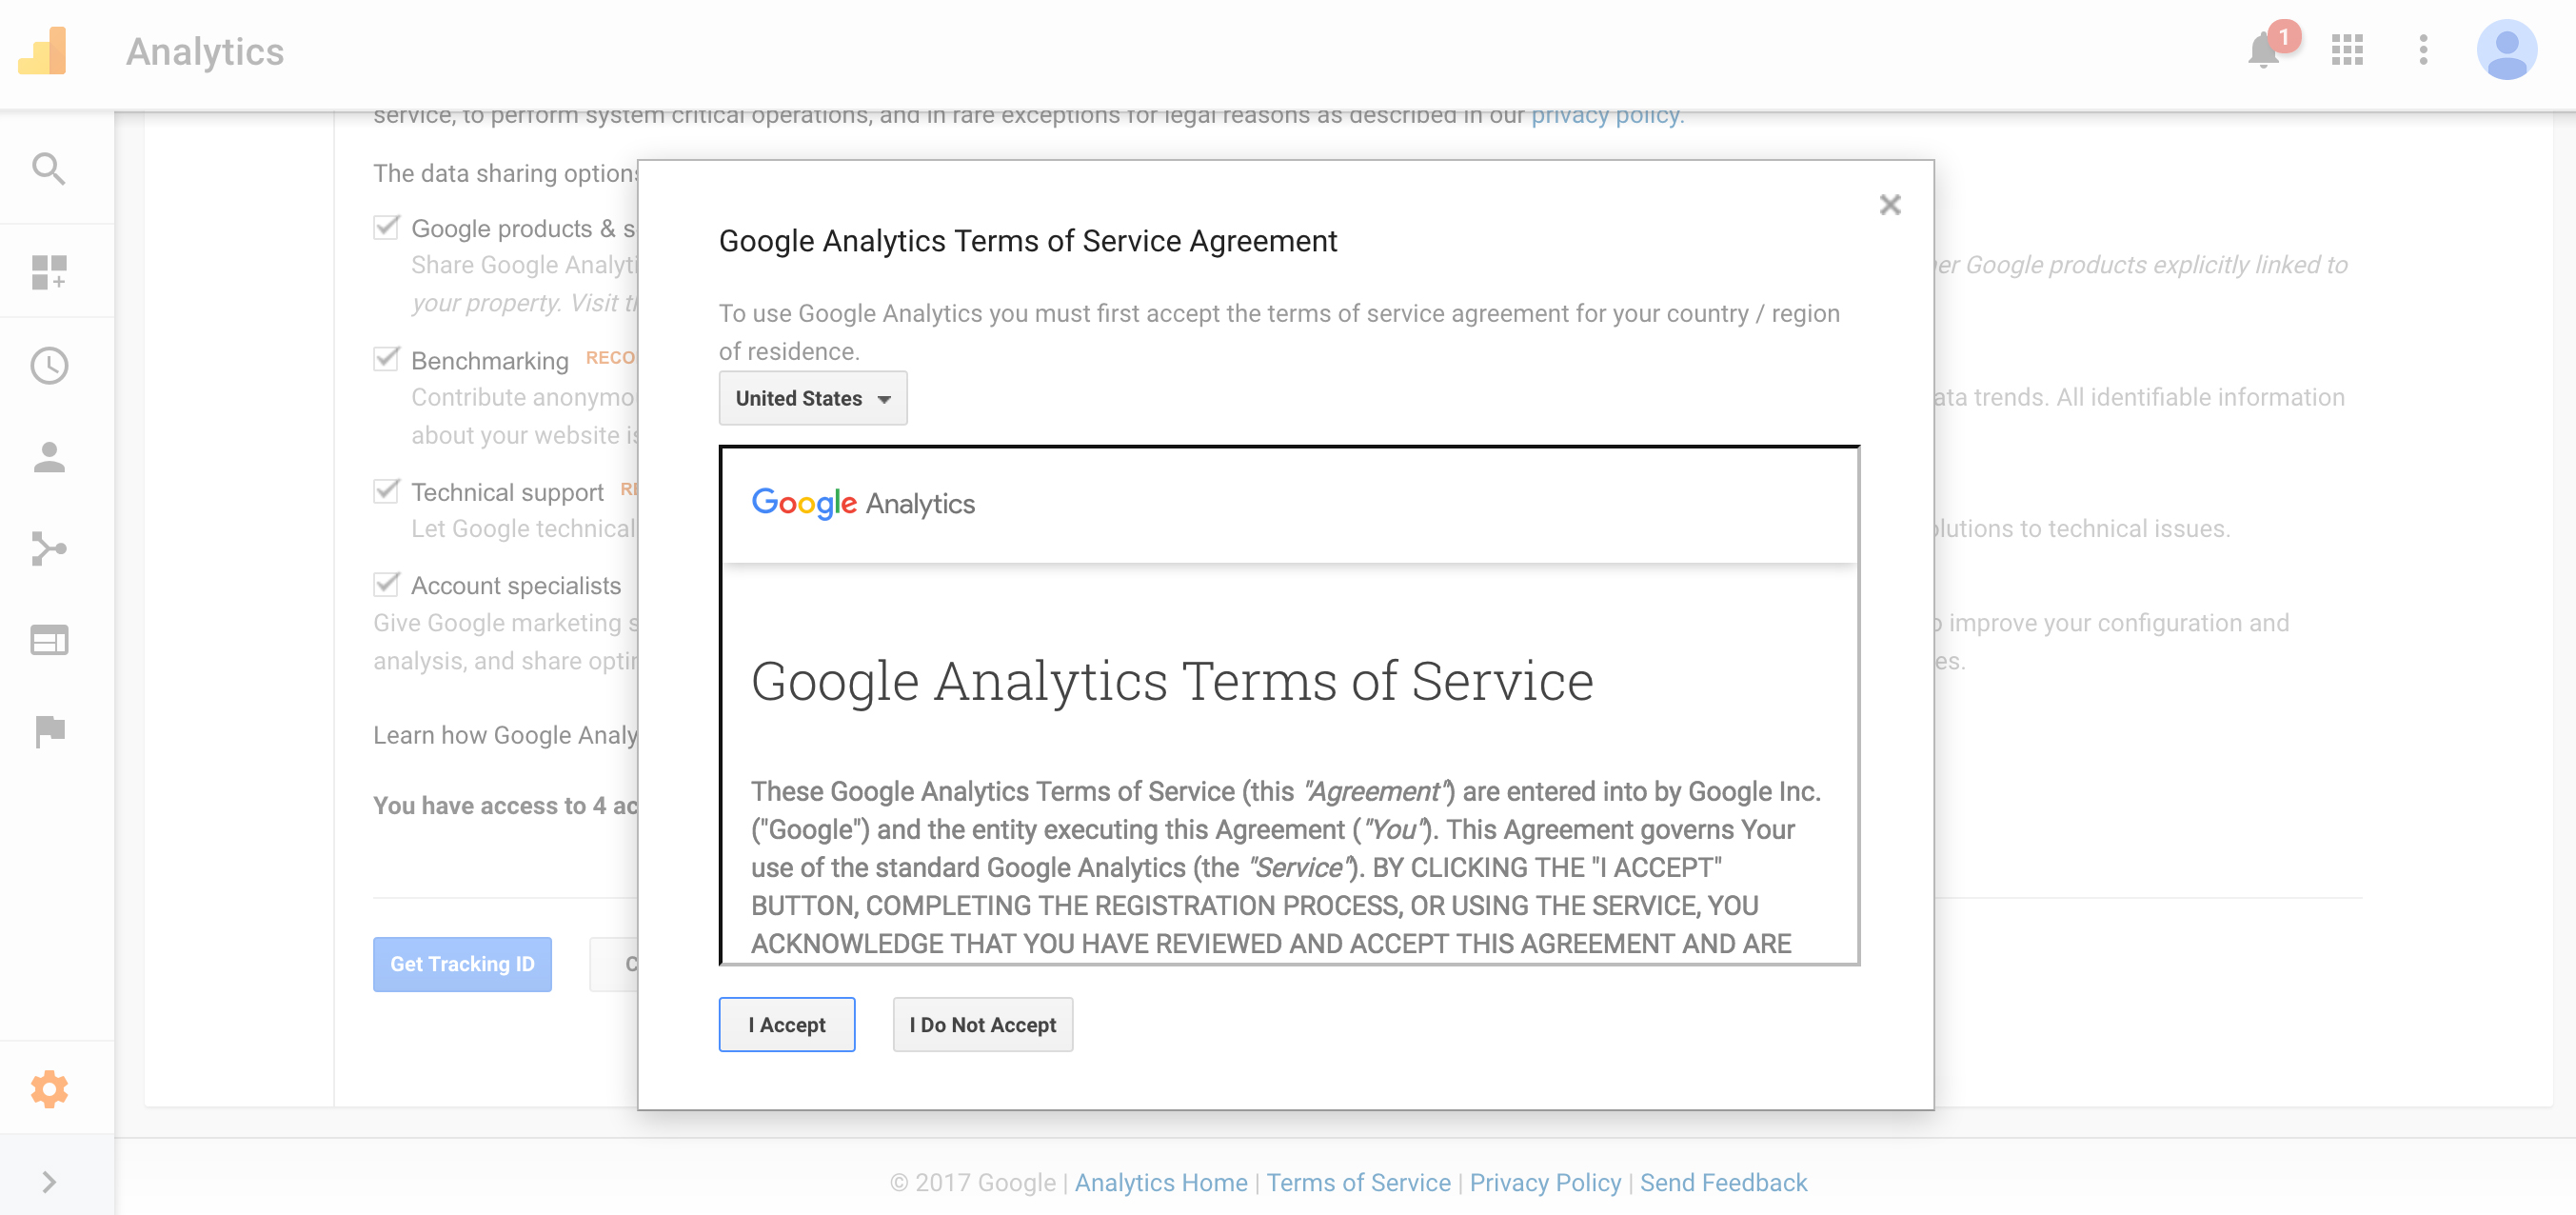 Analytics
1
service, to perform system critical operations, and in rare exceptions for legal reasons as described in our privacy policy.
The data sharing options
Google products & s
Share Google Analyti
your property. Visit
er Google products explicitly linked to
Benchmarking RECO
Contribute anonymo
about your website is
ata trends. All identifiable information
Technical support RE
Let Google technical
lutions to technical issues.
Account specialists
Give Google marketing s
analysis, and share optim
o improve your configuration and
es.
Learn how Google Analy
You have access to 4 ac
Get Tracking ID
C
Google Analytics Terms of Service Agreement
To use Google Analytics you must first accept the terms of service agreement for your country / region
of residence.
United States
Google Analytics
Google Analytics Terms of Service
These Google Analytics Terms of Service (this "Agreement") are entered into by Google Inc.
("Google") and the entity executing this Agreement ("You"). This Agreement governs Your
use of the standard Google Analytics (the "Service"). BY CLICKING THE "I ACCEPT"
BUTTON, COMPLETING THE REGISTRATION PROCESS, OR USING THE SERVICE, YOU
ACKNOWLEDGE THAT YOU HAVE REVIEWED AND ACCEPT THIS AGREEMENT AND ARE
I Accept
I Do Not Accept
© 2017 Google | Analytics Home | Terms of Service | Privacy Policy | Send Feedback